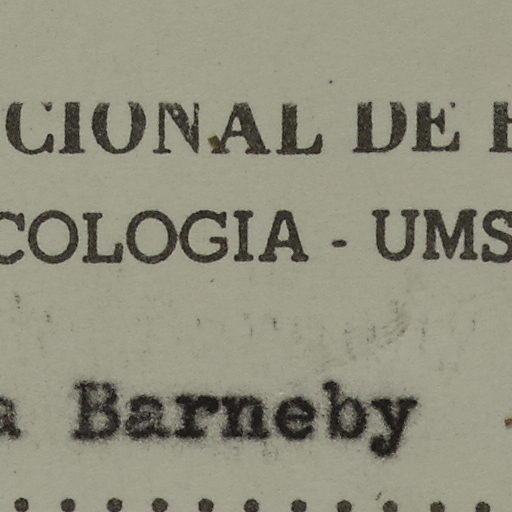 CIONAL DE
COLOGIA - UMS
a Barneby